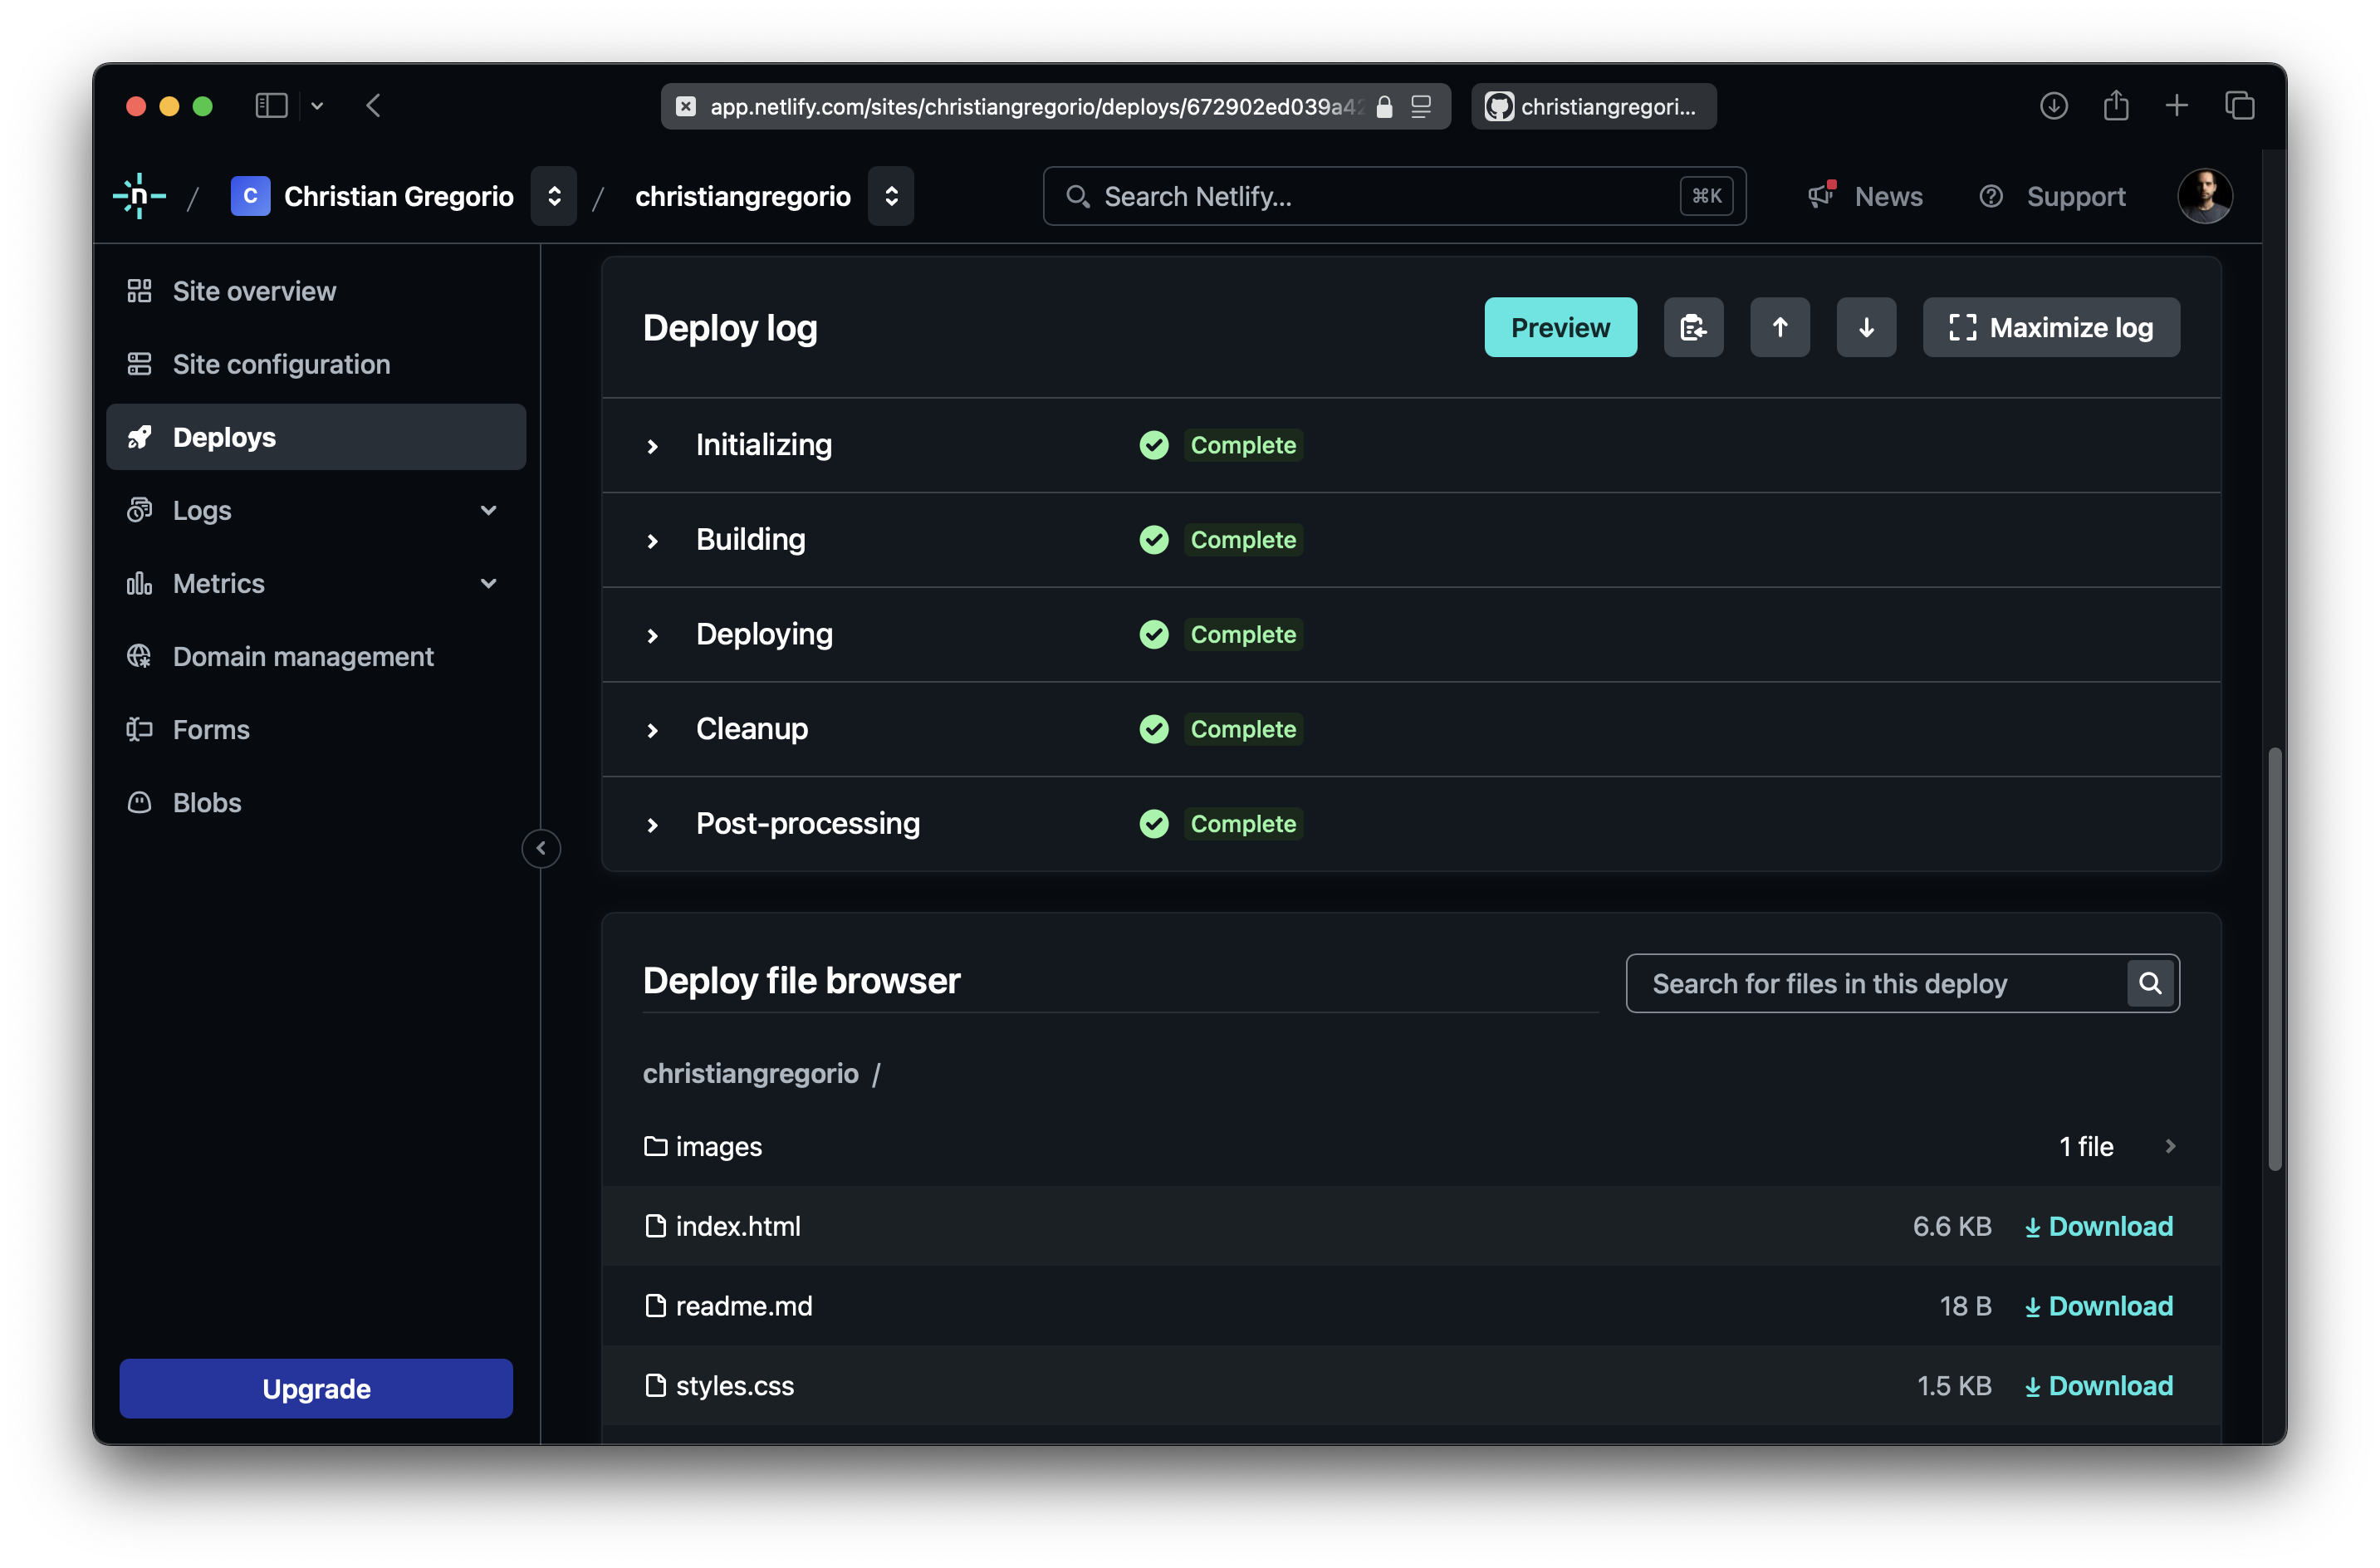 app.netlify.com/sites/christiangregorio/deploys/672902ed039a42
christiangregori...
n / C Christian Gregorio / christiangregorio
Search Netlify... ⌘K
News
Support
Site overview
Site configuration
Deploys
Logs
Metrics
Domain management
Forms
Blobs
Upgrade
Deploy log
Preview
Maximize log
Initializing Complete
Building Complete
Deploying Complete
Cleanup Complete
Post-processing Complete
Deploy file browser
Search for files in this deploy
christiangregorio /
images 1 file
index.html 6.6 KB Download
readme.md 18 B Download
styles.css 1.5 KB Download